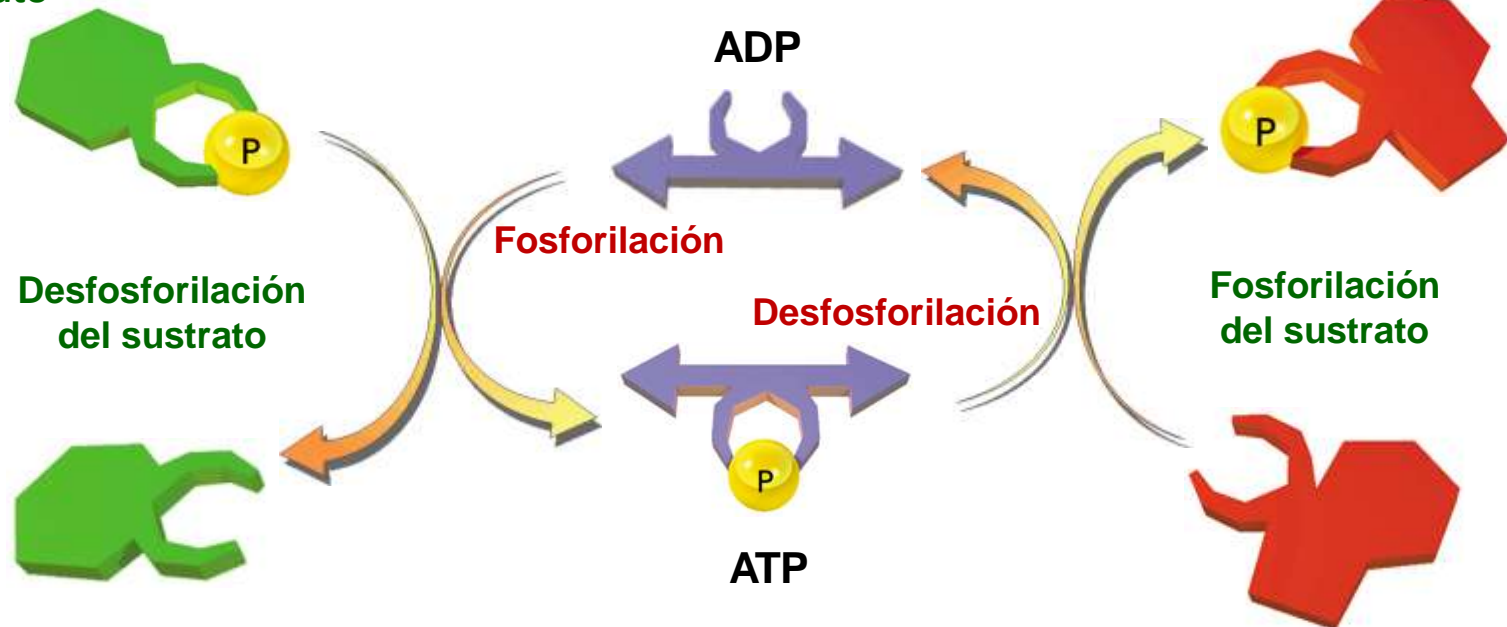 ADP
P
P
Fosforilación
Desfosforilación
del sustrato
Desfosforilación
Fosforilación
del sustrato
P
ATP